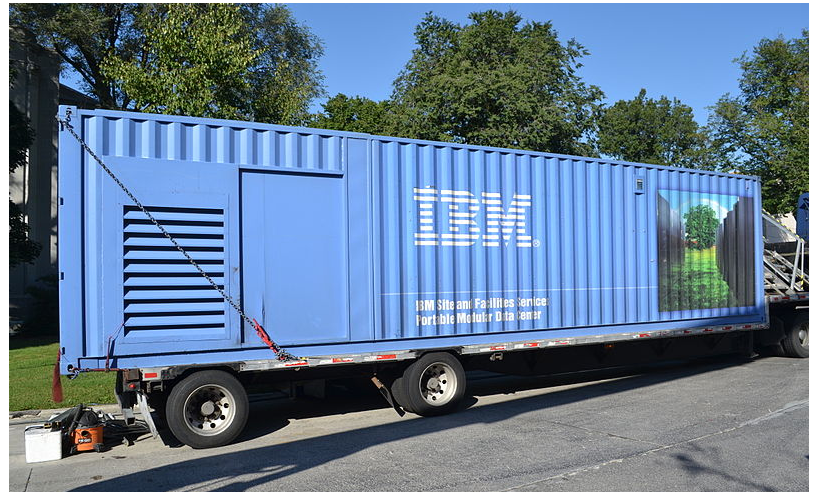 IBM®
IBM Site and Facilities Services
Portable Modular Data Center